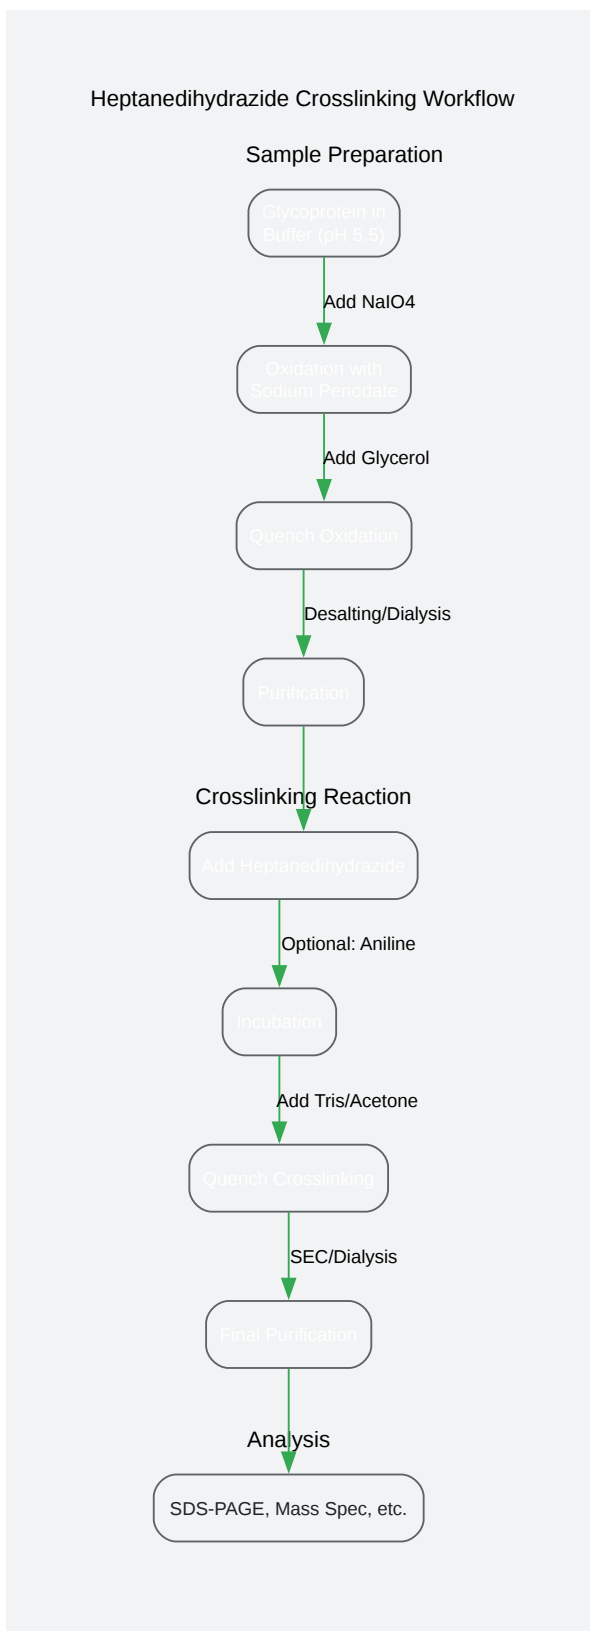 Heptanedihydrazide Crosslinking Workflow
Sample Preparation
Glycoprotein in
Buffer (pH 5.5)
Add NaIO4
Oxidation with
Sodium Periodate
Add Glycerol
Quench Oxidation
Desalting/Dialysis
Purification
Crosslinking Reaction
Add Heptanedihydrazide
Optional: Aniline
Incubation
Add Tris/Acetone
Quench Crosslinking
SEC/Dialysis
Final Purification
Analysis
SDS-PAGE, Mass Spec, etc.